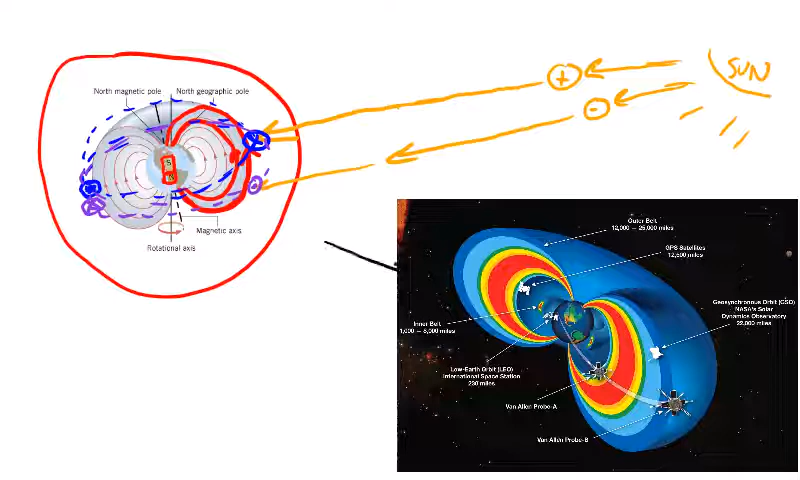 SUN
North magnetic pole
North geographic pole
S
N
Magnetic axis
Rotational axis
+
-
Outer Belt
12,000 — 25,000 miles
GPS Satellites
12,500 miles
Geosynchronous Orbit (GSO)
NASA's Solar
Dynamics Observatory
22,000 miles
Inner Belt
1,000 — 8,000 miles
Low-Earth Orbit (LEO)
International Space Station
230 miles
Van Allen Probe-A
Van Allen Probe-B